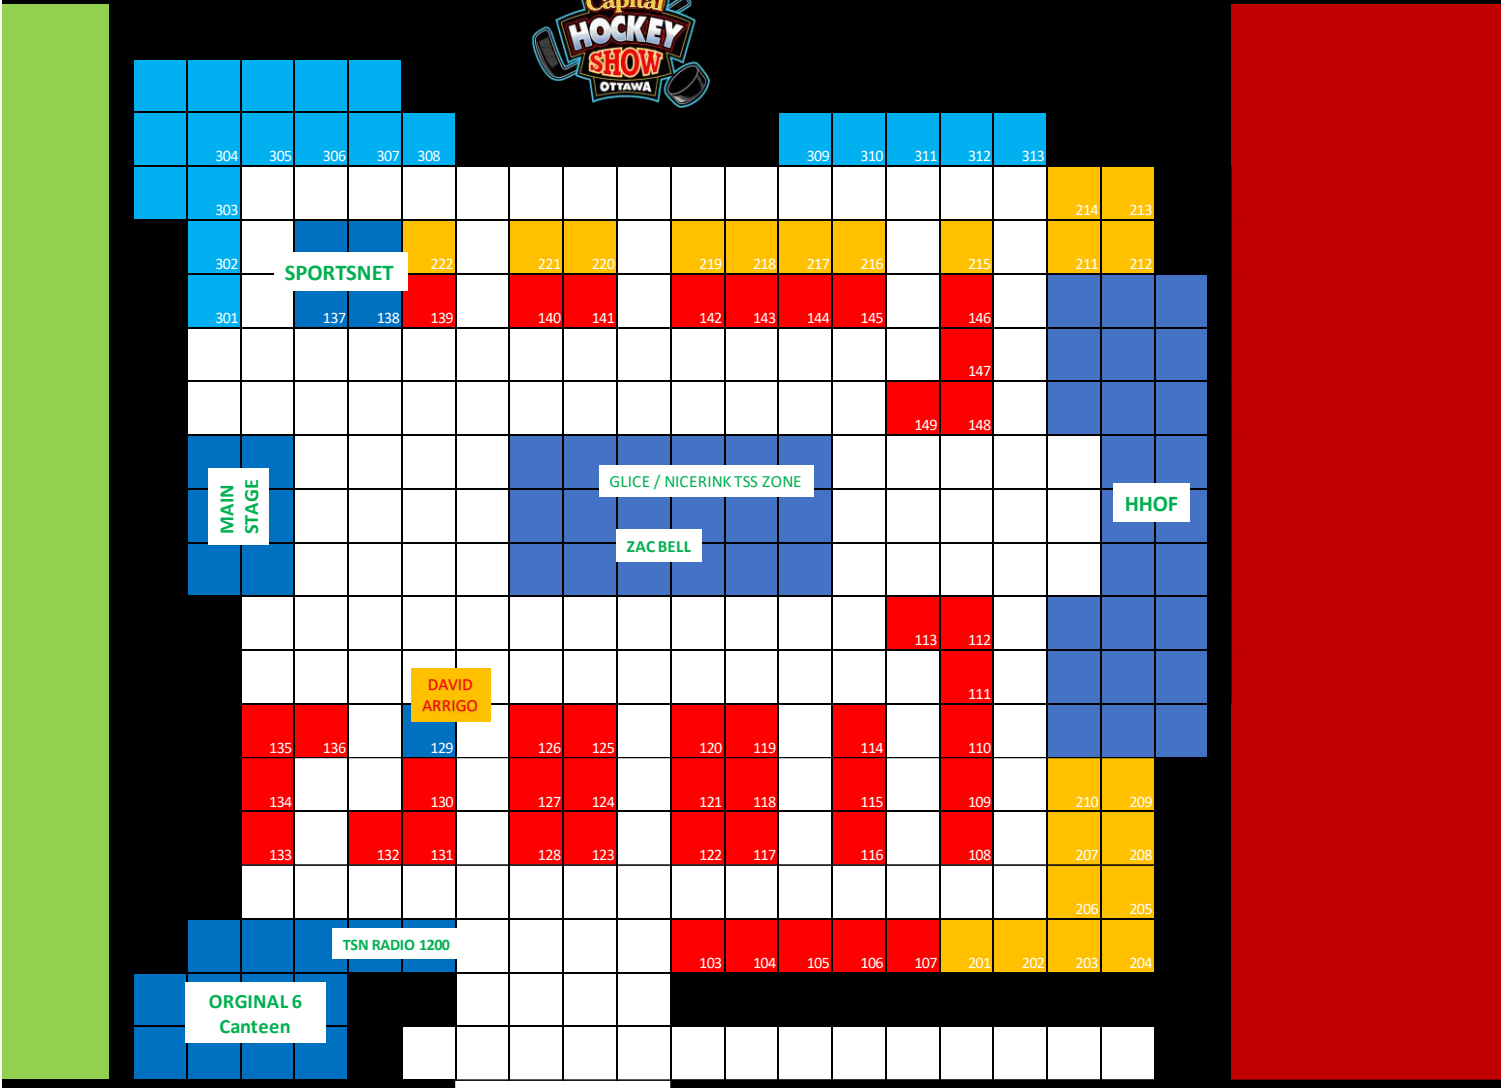 Capital
HOCKEY
SHOW
OTTAWA
304 305 306 307 308 309 310 311 312 313
303 214 213
302 222 221 220 219 218 217 216 215 211 212
SPORTSNET
301 137 138 139 140 141 142 143 144 145 146
147
149 148
MAIN
STAGE
GLICE / NICERINK TSS ZONE
HHOF
ZAC BELL
113 112
111
DAVID
ARRIGO
135 136 129 126 125 120 119 114 110
134 130 127 124 121 118 115 109 210 209
133 132 131 128 123 122 117 116 108 207 208
206 205
TSN RADIO 1200
103 104 105 106 107 201 202 203 204
ORGINAL 6
Canteen